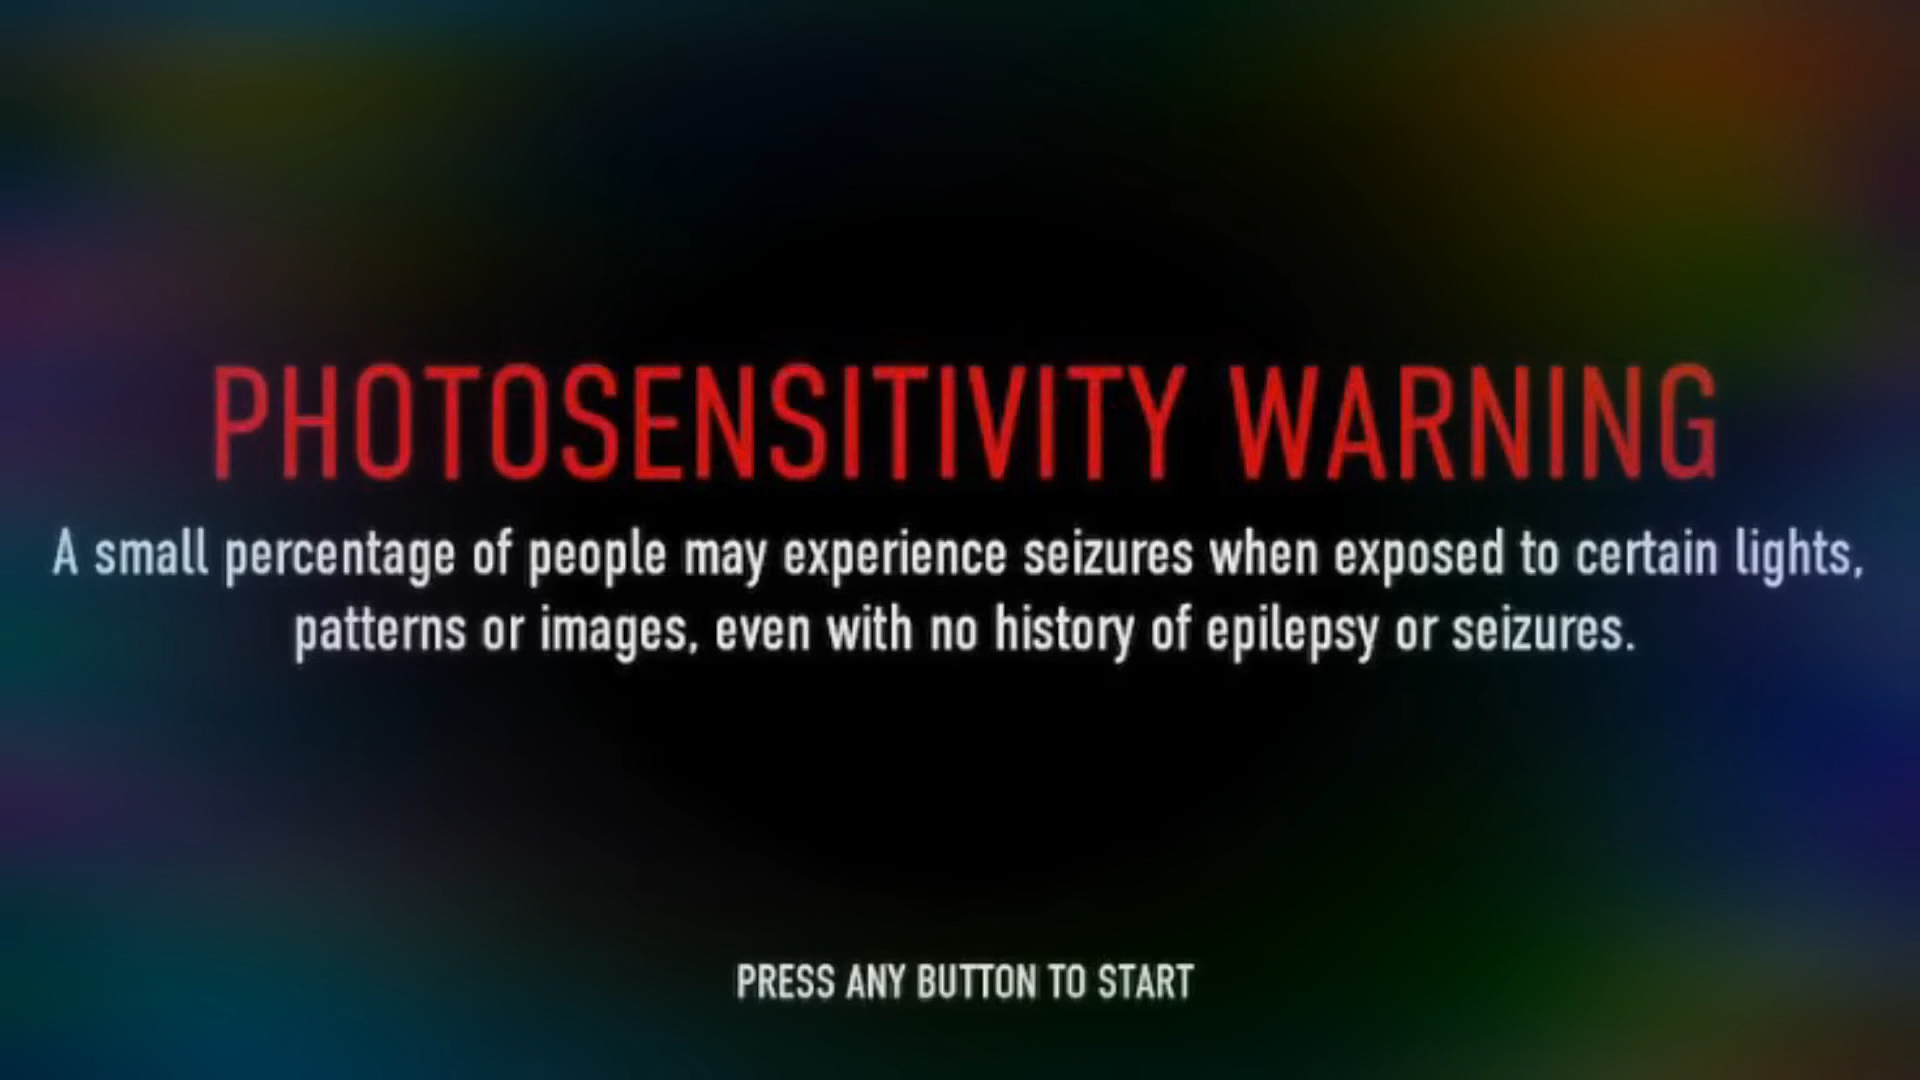 PHOTOSENSITIVITY WARNING
A small percentage of people may experience seizures when exposed to certain lights,
patterns or images, even with no history of epilepsy or seizures.
PRESS ANY BUTTON TO START